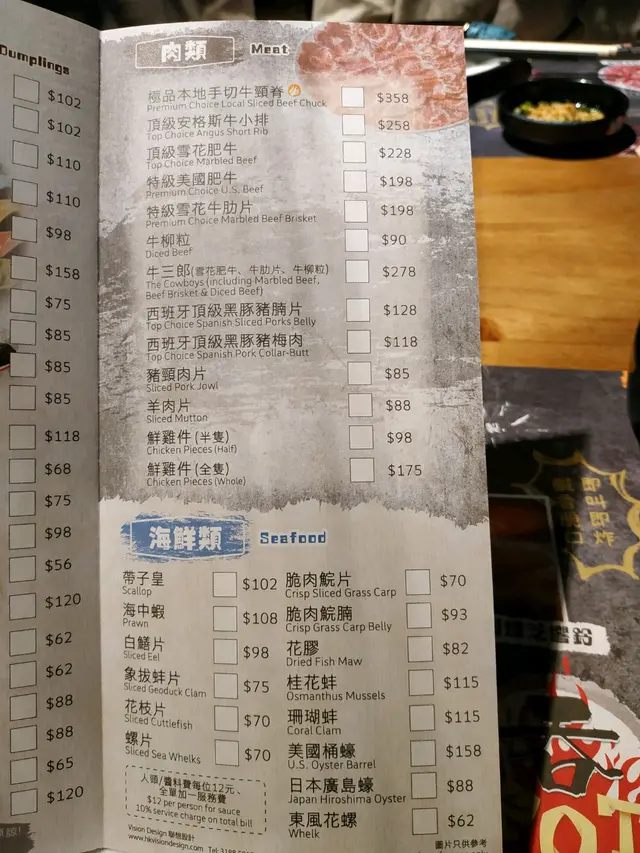 Dumplings
$102
$102
$110
$110
$98
$158
$75
$85
$85
$85
$118
$68
$75
$98
$56
$120
$62
$62
$88
$88
$65
$120
肉類 Meat
極品本地手切牛頸脊 $358
Premium Choice Local Sliced Beef Chuck
頂級安格斯牛小排 $258
Top Choice Angus Short Rib
頂級雪花肥牛 $228
Top Choice Marbled Beef
特級美國肥牛 $198
Premium Choice U.S. Beef
特級雪花牛肋片 $198
Premium Choice Marbled Beef Brisket
牛柳粒 $90
Diced Beef
牛三郎(雪花肥牛、牛肋片、牛柳粒) $278
The Cowboys (including Marbled Beef,
Beef Brisket & Diced Beef)
西班牙頂級黑豚豬腩片 $128
Top Choice Spanish Sliced Porks Belly
西班牙頂級黑豚豬梅肉 $118
Top Choice Spanish Pork Collar-Butt
豬頸肉片 $85
Sliced Pork Jowl
羊肉片 $88
Sliced Mutton
鮮雞件 (半隻) $98
Chicken Pieces (Half)
鮮雞件 (全隻) $175
Chicken Pieces (Whole)
海鮮類 Seafood
帶子皇 $102
Scallop
海中蝦 $108
Prawn
白鱔片 $98
Sliced Eel
象拔蚌片 $75
Sliced Geoduck Clam
花枝片 $70
Sliced Cuttlefish
螺片 $70
Sliced Sea Whelks
人頭/醬料費每位12元、
全單加一服務費
$12 per person for sauce
10% service charge on total bill
Vision Design 聯想設計
www.hkvisiondesign.com
脆肉鯇片 $70
Crisp Sliced Grass Carp
脆肉鯇腩 $93
Crisp Grass Carp Belly
花膠 $82
Dried Fish Maw
桂花蚌 $115
Osmanthus Mussels
珊瑚蚌 $115
Coral Clam
美國桶蠔 $158
U.S. Oyster Barrel
日本廣島蠔 $88
Japan Hiroshima Oyster
東風花螺 $62
Whelk
圖片只供參考